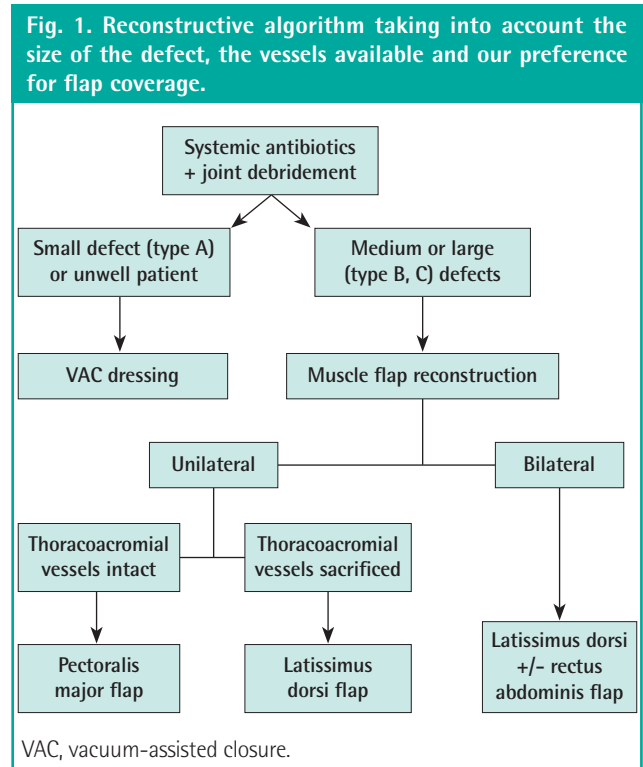 Fig. 1. Reconstructive algorithm taking into account the
size of the defect, the vessels available and our preference
for flap coverage.
Systemic antibiotics
+ joint debridement
Small defect (type A)
or unwell patient
Medium or large
(type B, C) defects
VAC dressing
Muscle flap reconstruction
Unilateral
Bilateral
Thoracoacromial
vessels intact
Thoracoacromial
vessels sacrificed
Pectoralis
major flap
Latissimus
dorsi flap
Latissimus dorsi
+/- rectus
abdominis flap
VAC, vacuum-assisted closure.